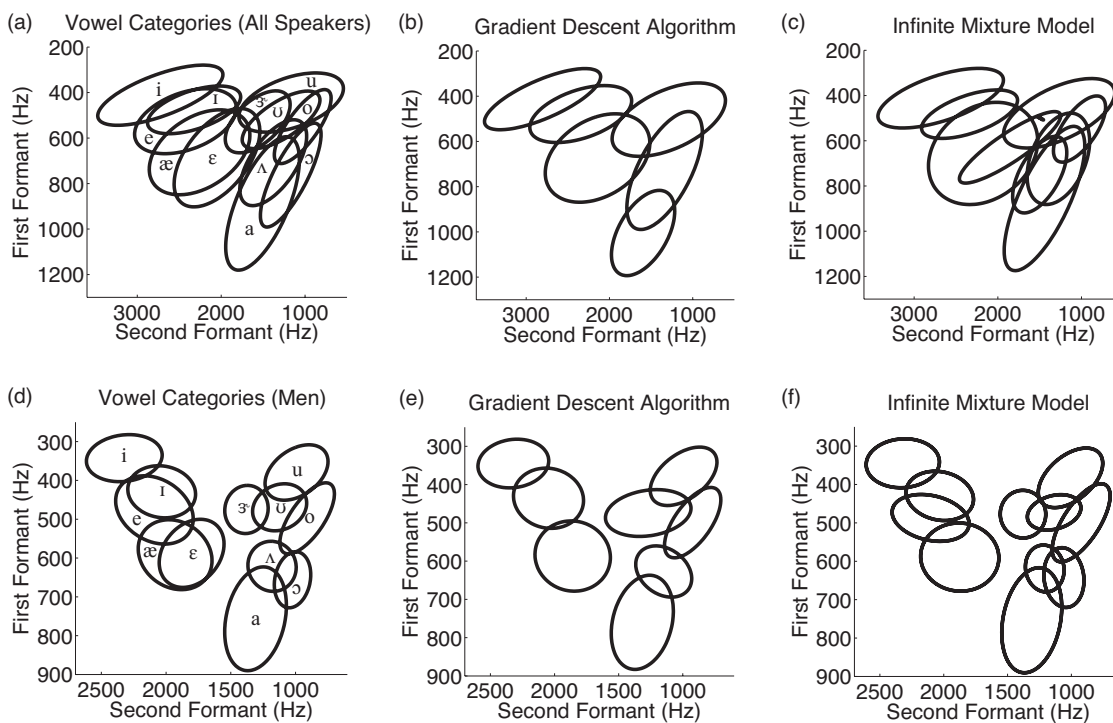 (a) Vowel Categories (All Speakers)
200
400
600
800
1000
1200
First Formant (Hz)
i
ɪ
e
æ
ɛ
ɝ
ʊ
u
o
ʌ
ɔ
a
3000 2000 1000
Second Formant (Hz)
(b) Gradient Descent Algorithm
200
400
600
800
1000
1200
First Formant (Hz)
3000 2000 1000
Second Formant (Hz)
(c) Infinite Mixture Model
200
400
600
800
1000
1200
First Formant (Hz)
3000 2000 1000
Second Formant (Hz)
(d) Vowel Categories (Men)
300
400
500
600
700
800
900
First Formant (Hz)
i
ɪ
e
æ
ɛ
ɝ
ʊ
u
o
ʌ
ɔ
a
2500 2000 1500 1000
Second Formant (Hz)
(e) Gradient Descent Algorithm
300
400
500
600
700
800
900
First Formant (Hz)
2500 2000 1500 1000
Second Formant (Hz)
(f) Infinite Mixture Model
300
400
500
600
700
800
900
First Formant (Hz)
2500 2000 1500 1000
Second Formant (Hz)